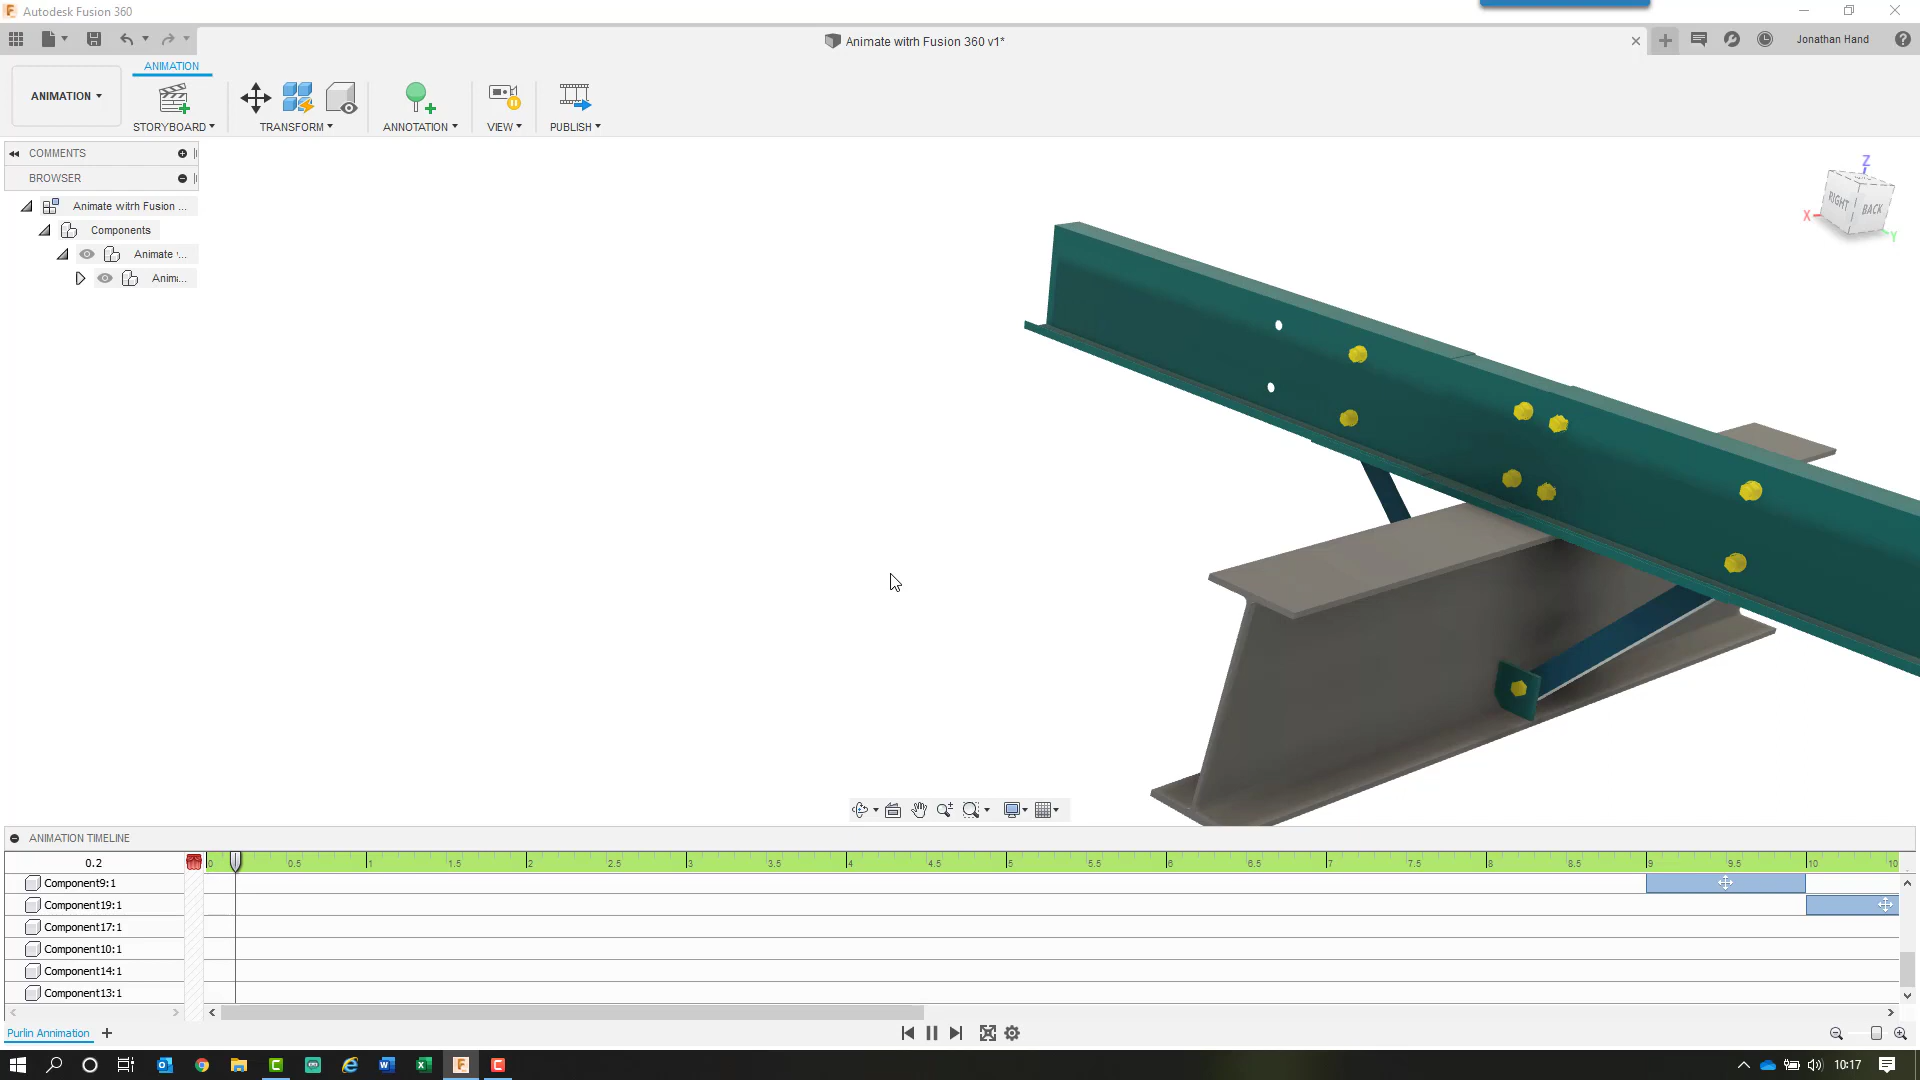 Autodesk Fusion 360
Animate witrh Fusion 360 v1*
Jonathan Hand
ANIMATION
ANIMATION
STORYBOARD
TRANSFORM
ANNOTATION
VIEW
PUBLISH
COMMENTS
BROWSER
Animate witrh Fusion ...
Components
Animate ...
Anim...
Z
RIGHT
BACK
X
Y
ANIMATION TIMELINE
0.2
0 0.5 1 1.5 2 2.5 3 3.5 4 4.5 5 5.5 6 6.5 7 7.5 8 8.5 9 9.5 10 10
Component9:1
Component19:1
Component17:1
Component10:1
Component14:1
Component13:1
Purlin Annimation
10:17